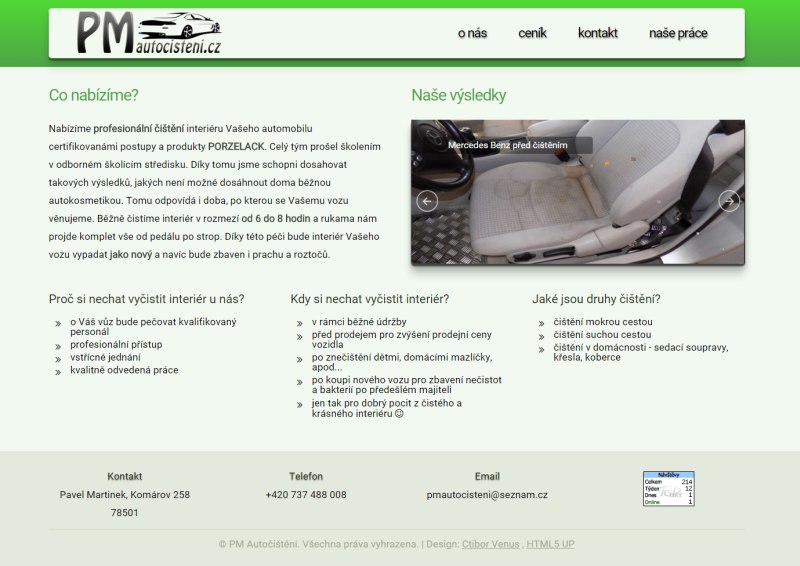 PM autocisteni.cz
o nás ceník kontakt naše práce
Co nabízíme?
Nabízíme profesionální čištění interiéru Vašeho automobilu
certifikovanámi postupy a produkty PORZELACK. Celý tým prošel školením
v odborném školícím středisku. Díky tomu jsme schopni dosahovat
takových výsledků, jakých není možné dosáhnout doma běžnou
autokosmetikou. Tomu odpovídá i doba, po kterou se Vašemu vozu
věnujeme. Běžně čistíme interiér v rozmezí od 6 do 8 hodin a rukama nám
projde komplet vše od pedálu po strop. Díky této péči bude interiér Vašeho
vozu vypadat jako nový a navíc bude zbaven i prachu a roztočů.
Naše výsledky
Mercedes Benz před čištěním
Proč si nechat vyčistit interiér u nás?
o Váš vůz bude pečovat kvalifikovaný
personál
profesionální přístup
vstřícné jednání
kvalitně odvedená práce
Kdy si nechat vyčistit interiér?
v rámci běžné údržby
před prodejem pro zvýšení prodejní ceny
vozidla
po znečištění dětmi, domácími mazlíčky,
apod...
po koupi nového vozu pro zbavení nečistot
a bakterií po předešlém majiteli
jen tak pro dobrý pocit z čistého a
krásného interiéru ☺
Jaké jsou druhy čištění?
čištění mokrou cestou
čištění suchou cestou
čištění v domácnosti - sedací soupravy,
křesla, koberce
Kontakt
Pavel Martinek, Komárov 258
78501
Telefon
+420 737 488 008
Email
pmautocisteni@seznam.cz
Návštěvy
Celkem 214
Týden 12
Dnes 1
Online 1
© PM Autočištění. Všechna práva vyhrazena. | Design: Ctibor Venus , HTML5 UP